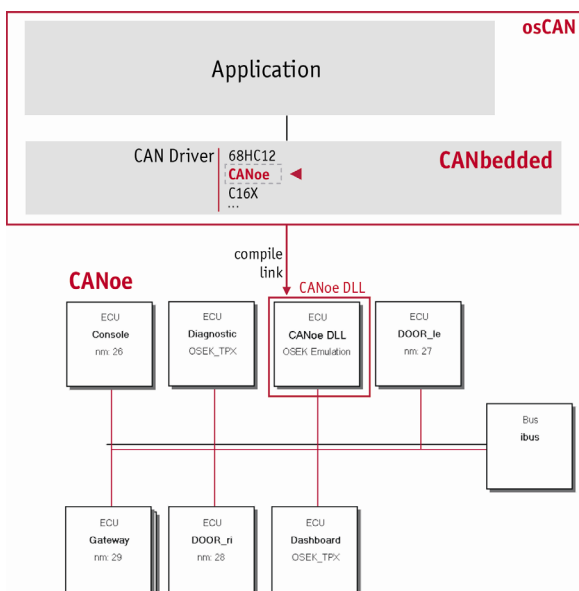 osCAN
Application
CAN Driver
68HC12
CANoe
C16X
...
CANbedded
compile
link
CANoe
CANoe DLL
ECU
Console
nm: 26
ECU
Diagnostic
OSEK_TPX
ECU
CANoe DLL
OSEK Emulation
ECU
DOOR_le
nm: 27
Bus
ibus
ECU
Gateway
nm: 29
ECU
DOOR_ri
nm: 28
ECU
Dashboard
OSEK_TPX